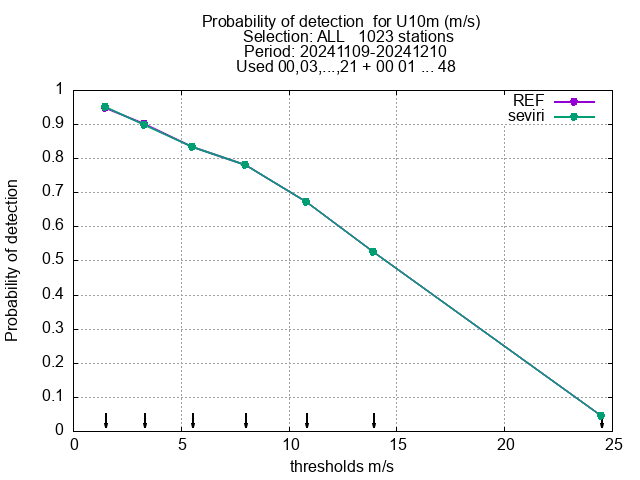 Probability of detection  for U10m (m/s)
Selection: ALL   1023 stations
Period: 20241109-20241210
Used 00,03,...,21 + 00 01 ... 48
REF
seviri
1
0.9
0.8
0.7
0.6
0.5
0.4
0.3
0.2
0.1
0
Probability of detection
0 5 10 15 20 25
thresholds m/s